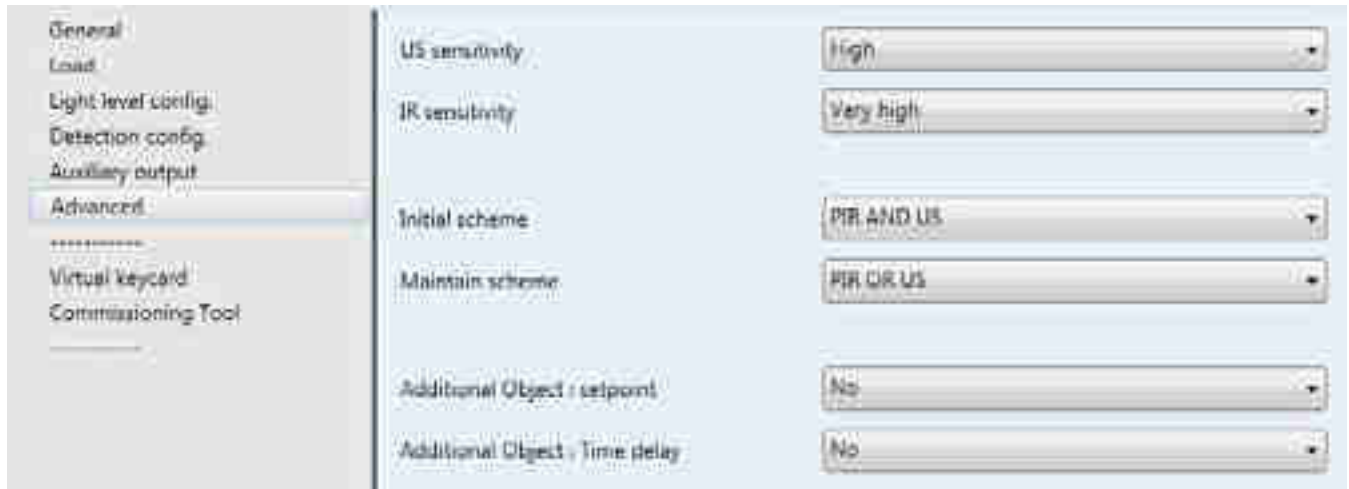 General
Load
Light level config.
Detection config.
Auxiliary output
Advanced
-----------
Virtual keycard
Commissioning Tool
-----------
US sensitivity High
IR sensitivity Very high
Initial scheme PIR AND US
Maintain scheme PIR OR US
Additional Object : setpoint No
Additional Object : Time delay No